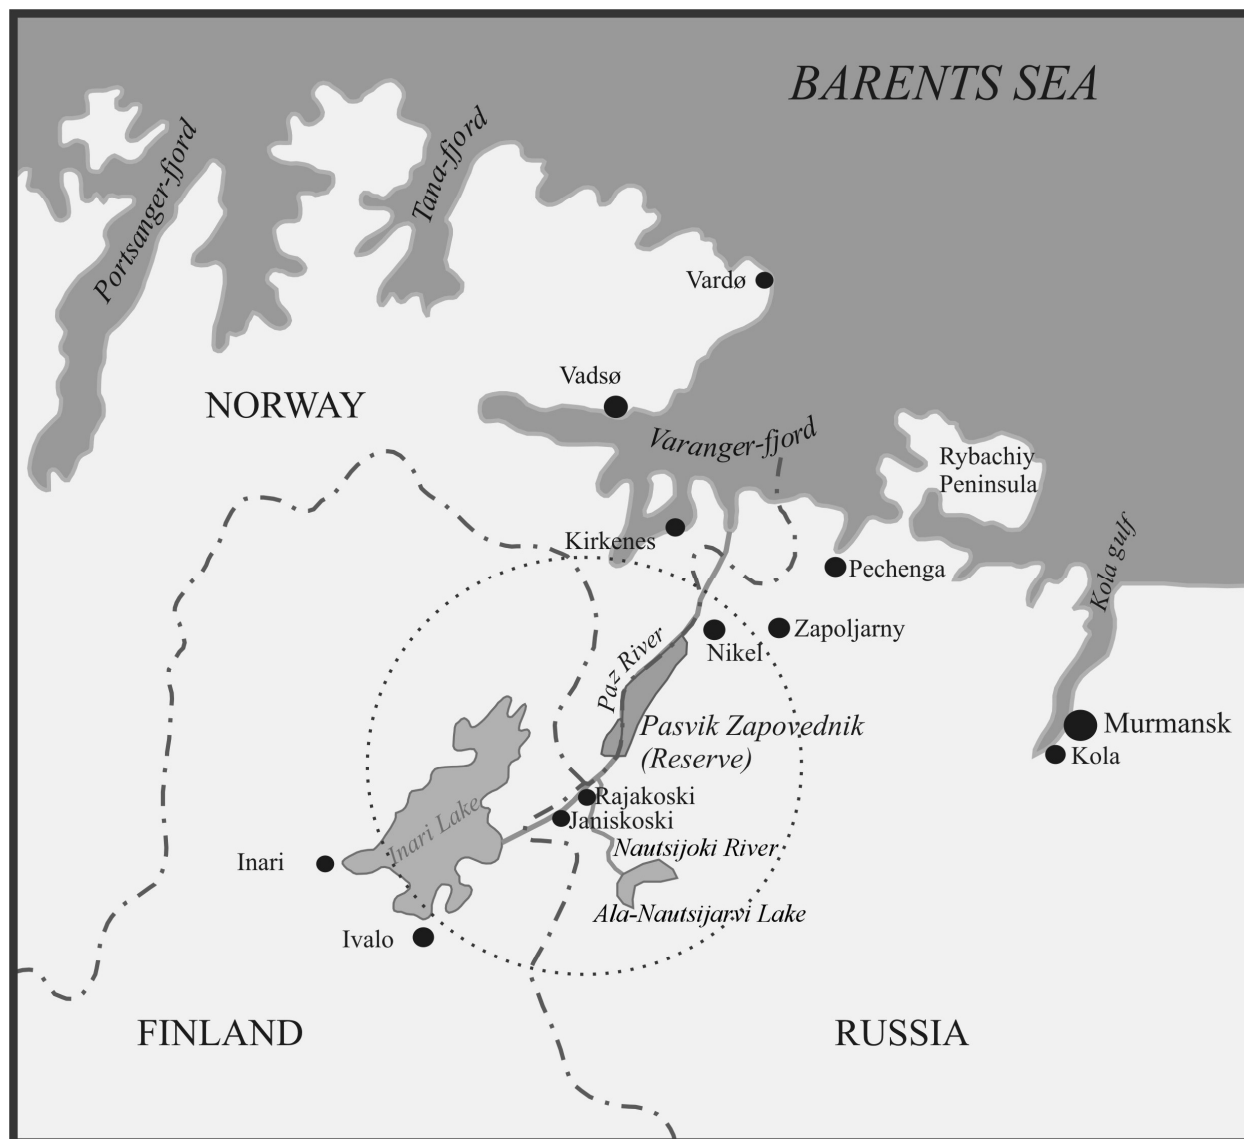 BARENTS SEA
Portsanger-fjord
Tana-fjord
Vardø
Vadsø
NORWAY
Varanger-fjord
Rybachiy
Peninsula
Kirkenes
Kola gulf
Pechenga
Zapoljarny
Nikel
Paz River
Pasvik Zapovednik
(Reserve)
Murmansk
Kola
Rajakoski
Janiskoski
Inari Lake
Nautsijoki River
Inari
Ala-Nautsijarvi Lake
Ivalo
FINLAND
RUSSIA